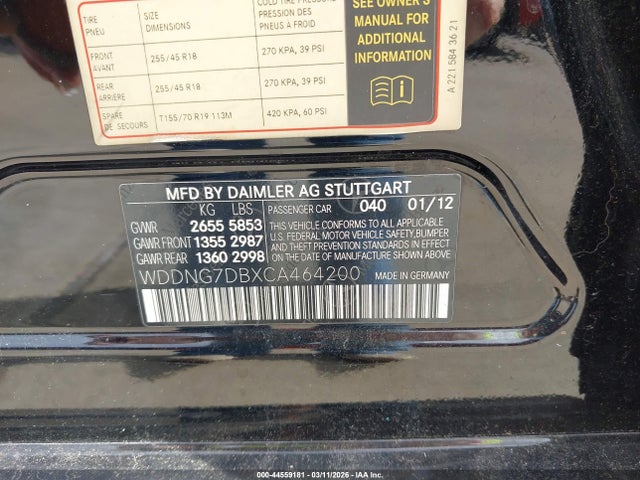 TIRE SIZE COLD TIRE PRESSURE
PNEU DIMENSIONS PRESSION DES PNEUS A FROID
FRONT AVANT 255/45 R18 270 KPA, 39 PSI
REAR ARRIÈRE 255/45 R18 270 KPA, 39 PSI
SPARE DE SECOURS T155/70 R19 113M 420 KPA, 60 PSI
SEE OWNER'S
MANUAL FOR
ADDITIONAL
INFORMATION
A 221 584 36 21
MFD BY DAIMLER AG STUTTGART
KG LBS PASSENGER CAR 040 01/12
GVWR 2655 5853
GAWR FRONT 1355 2987
GAWR REAR 1360 2998
THIS VEHICLE CONFORMS TO ALL APPLICABLE
U.S. FEDERAL MOTOR VEHICLE SAFETY,BUMPER
AND THEFT PREVENTION STANDARDS IN EFFECT
ON THE DATE OF MANUFACTURE SHOWN ABOVE.
WDDNG7DBXCA464200 MADE IN GERMANY
000-44559181 - 03/11/2026 - Copart.com